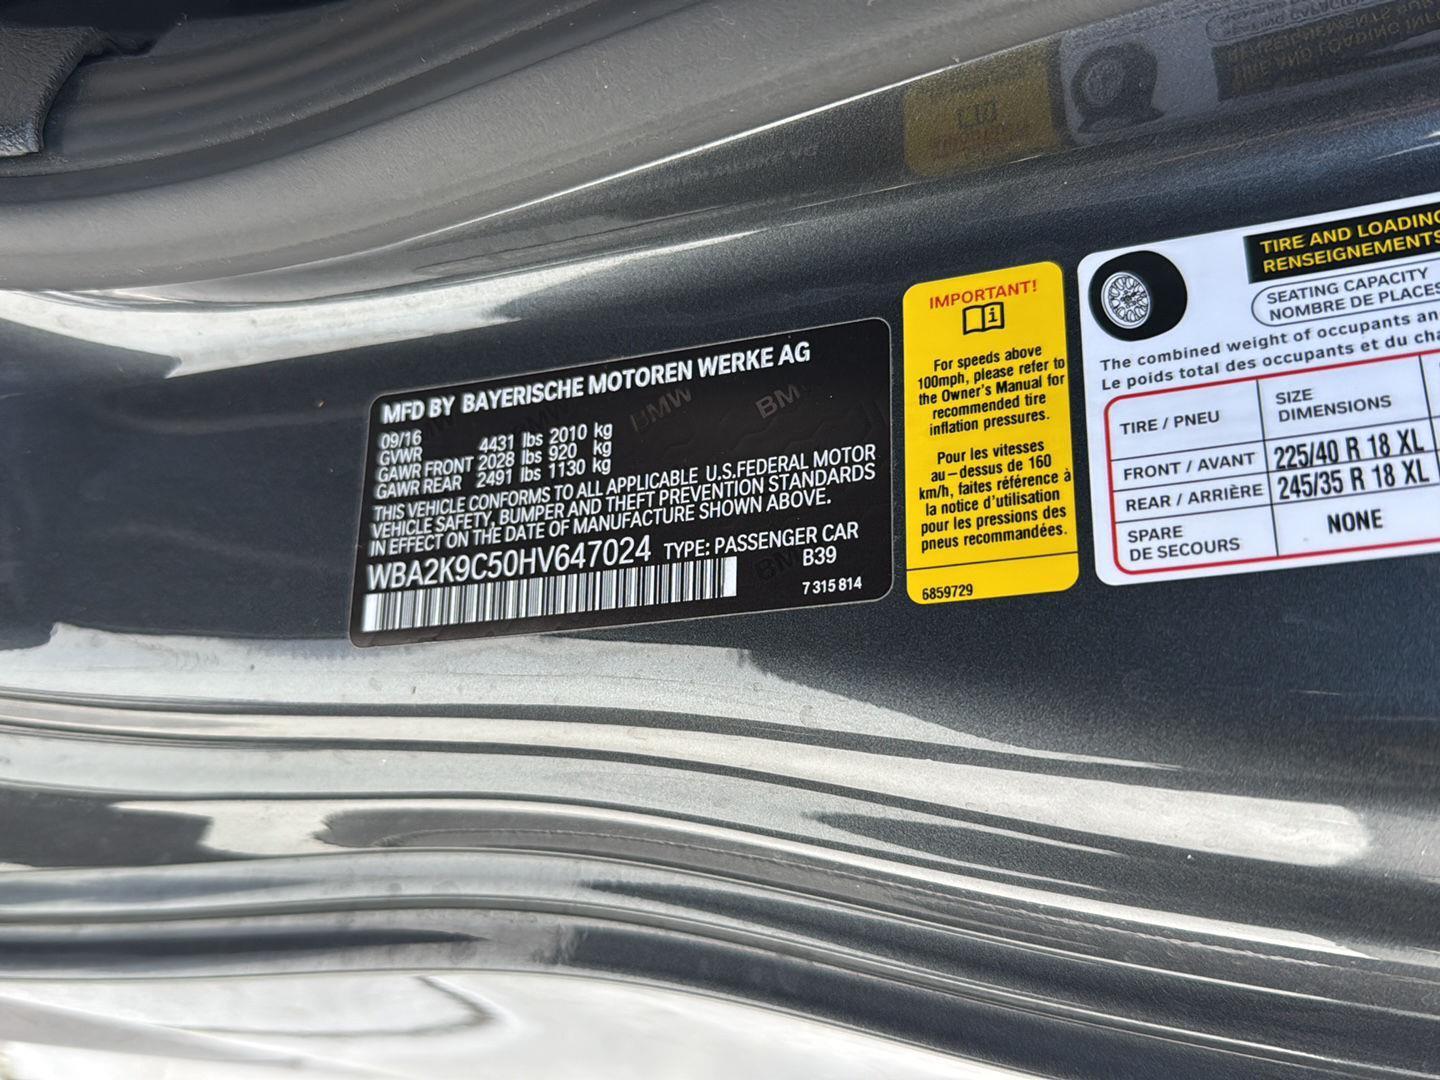 MFD BY BAYERISCHE MOTOREN WERKE AG
09/16
GVWR 4431 lbs 2010 kg
GAWR FRONT 2028 lbs 920 kg
GAWR REAR 2491 lbs 1130 kg
THIS VEHICLE CONFORMS TO ALL APPLICABLE U.S.FEDERAL MOTOR
VEHICLE SAFETY, BUMPER AND THEFT PREVENTION STANDARDS
IN EFFECT ON THE DATE OF MANUFACTURE SHOWN ABOVE.
WBA2K9C50HV647024 TYPE: PASSENGER CAR
B39
7 315 814
IMPORTANT!
For speeds above
100mph, please refer to
the Owner's Manual for
recommended tire
inflation pressures.
Pour les vitesses
au-dessus de 160
km/h, faites référence à
la notice d'utilisation
pour les pressions des
pneus recommandées.
6859729
TIRE AND LOADING
RENSEIGNEMENTS
SEATING CAPACITY
NOMBRE DE PLACES
The combined weight of occupants an
Le poids total des occupants et du cha
TIRE / PNEU SIZE
DIMENSIONS
FRONT / AVANT 225/40 R 18 XL
REAR / ARRIÈRE 245/35 R 18 XL
SPARE
DE SECOURS NONE